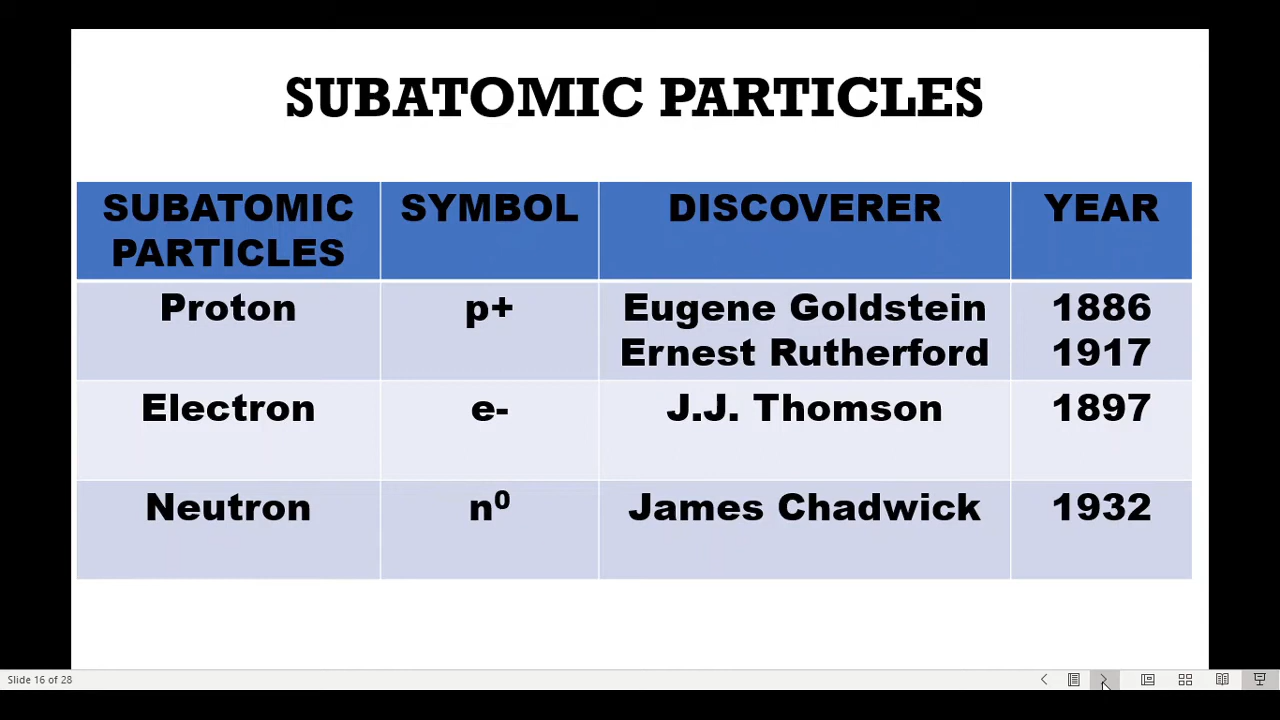 SUBATOMIC PARTICLES
SUBATOMIC PARTICLES SYMBOL DISCOVERER YEAR
Proton p+ Eugene Goldstein 1886
Ernest Rutherford 1917
Electron e- J.J. Thomson 1897
Neutron n⁰ James Chadwick 1932
Slide 16 of 28